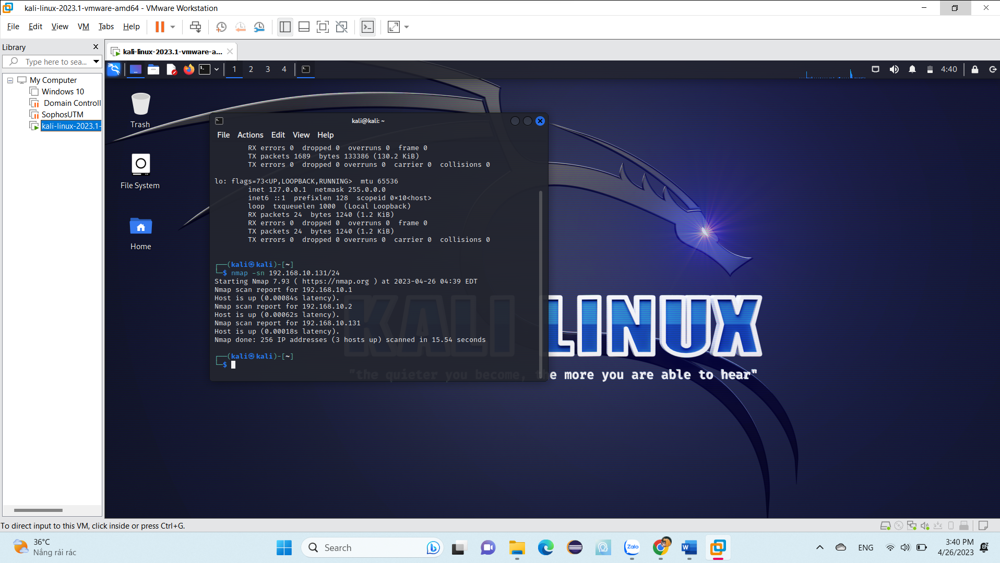 kali-linux-2023.1-vmware-amd64 - VMware Workstation
File Edit View VM Tabs Help
Library
Type here to sea...
My Computer
Windows 10
Domain Controll
SophosUTM
kali-linux-2023.1-
kali-linux-2023.1-vmware-a...
1 2 3 4
4:40
Trash
File System
Home
kali@kali: ~
File Actions Edit View Help
RX errors 0  dropped 0  overruns 0  frame 0
TX packets 1689  bytes 133386 (130.2 KiB)
TX errors 0  dropped 0 overruns 0  carrier 0  collisions 0
lo: flags=73<UP,LOOPBACK,RUNNING>  mtu 65536
inet 127.0.0.1  netmask 255.0.0.0
inet6 ::1  prefixlen 128  scopeid 0×10<host>
loop  txqueuelen 1000  (Local Loopback)
RX packets 24  bytes 1240 (1.2 KiB)
RX errors 0  dropped 0  overruns 0  frame 0
TX packets 24  bytes 1240 (1.2 KiB)
TX errors 0  dropped 0 overruns 0  carrier 0  collisions 0
┌──(kali㉿kali)-[~]
└─$ nmap -sn 192.168.10.131/24
Starting Nmap 7.93 ( https://nmap.org ) at 2023-04-26 04:39 EDT
Nmap scan report for 192.168.10.1
Host is up (0.00084s latency).
Nmap scan report for 192.168.10.2
Host is up (0.00062s latency).
Nmap scan report for 192.168.10.131
Host is up (0.00018s latency).
Nmap done: 256 IP addresses (3 hosts up) scanned in 15.54 seconds
┌──(kali㉿kali)-[~]
└─$
KALI LINUX
"the quieter you become, the more you are able to hear"
To direct input to this VM, click inside or press Ctrl+G.
36°C
Nắng rải rác
Search
Zalo
W
ENG
3:40 PM
4/26/2023